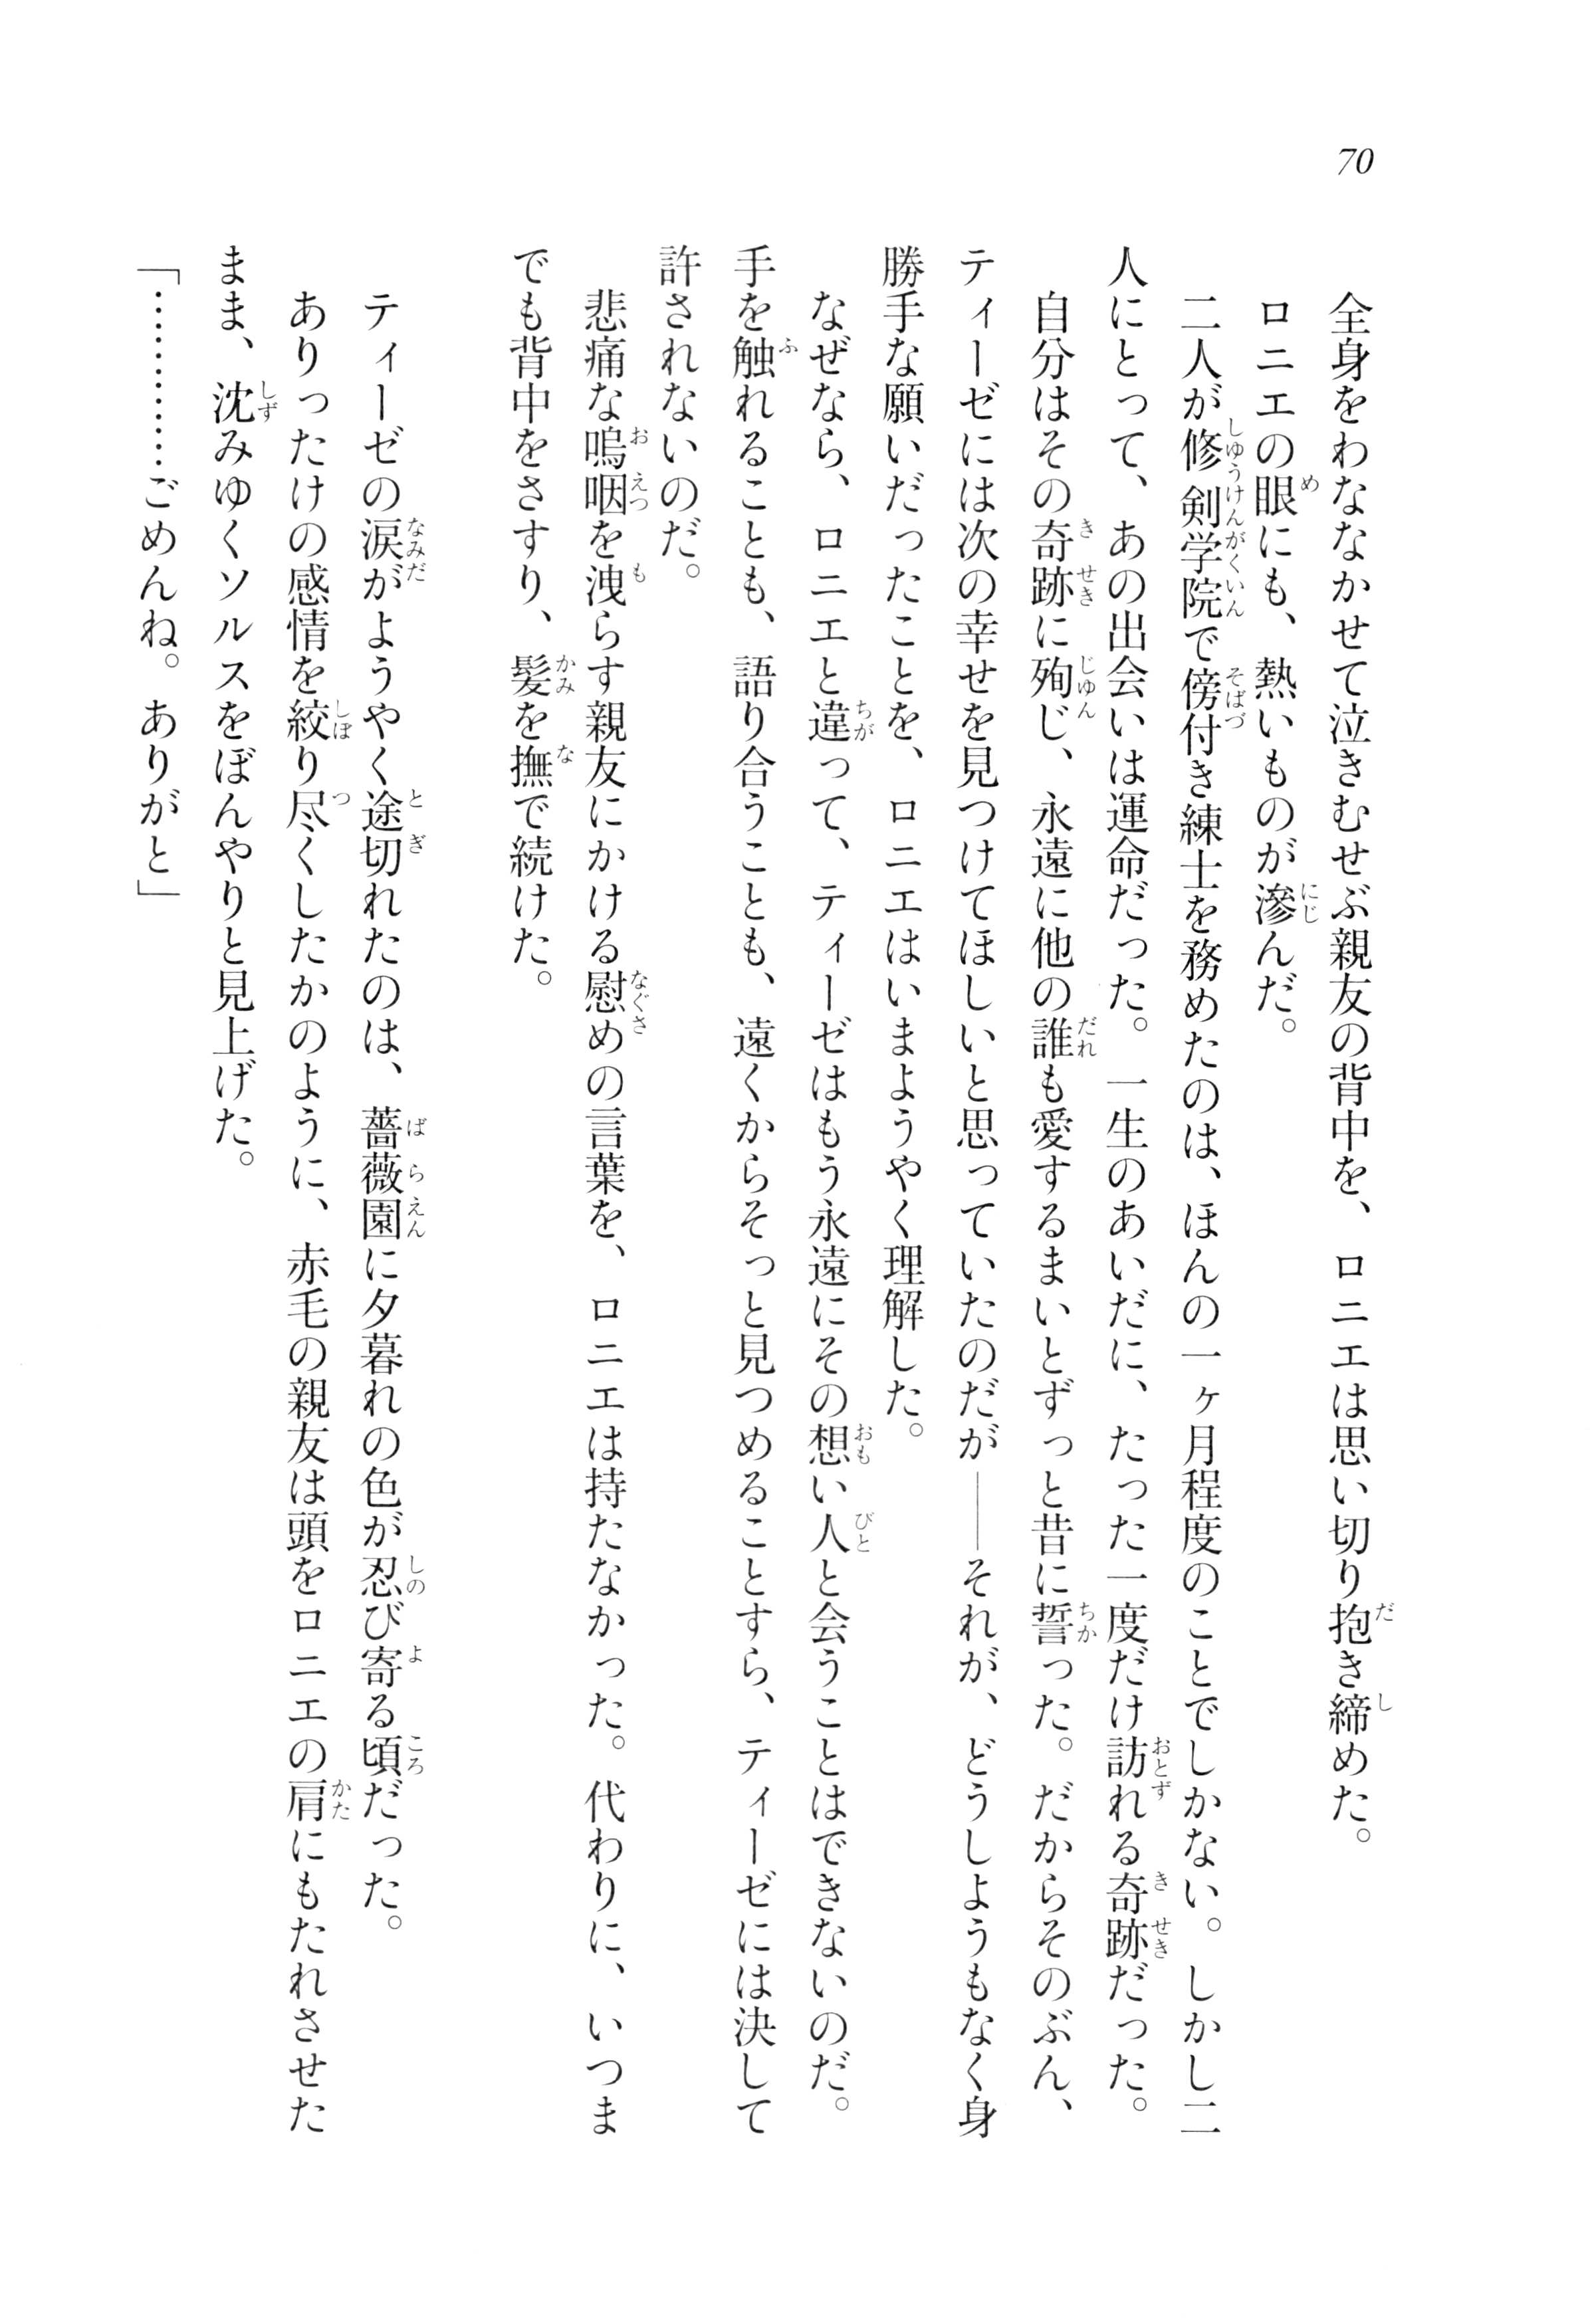 70
全身をわななかせて泣きむせぶ親友の背中を、ロニエは思い切り抱き締めた。
ロニエの眼にも、熱いものが滲んだ。
二人が修剣学院で傍付き練士を務めたのは、ほんの一ヶ月程度のことでしかない。しかし二
人にとって、あの出会いは運命だった。一生のあいだに、たった一度だけ訪れる奇跡だった。
自分はその奇跡に殉じ、永遠に他の誰も愛するまいとずっと昔に誓った。だからそのぶん、
ティーゼには次の幸せを見つけてほしいと思っていたのだが――それが、どうしようもなく身
勝手な願いだったことを、ロニエはいまようやく理解した。
なぜなら、ロニエと違って、ティーゼはもう永遠にその想い人と会うことはできないのだ。
手を触れることも、語り合うことも、遠くからそっと見つめることすら、ティーゼには決して
許されないのだ。
悲痛な嗚咽を洩らす親友にかける慰めの言葉を、ロニエは持たなかった。代わりに、いつま
でも背中をさすり、髪を撫で続けた。
ティーゼの涙がようやく途切れたのは、薔薇園に夕暮れの色が忍び寄る頃だった。
ありったけの感情を絞り尽くしたかのように、赤毛の親友は頭をロニエの肩にもたれさせた
まま、沈みゆくソルスをぼんやりと見上げた。
「…………ごめんね。ありがと」